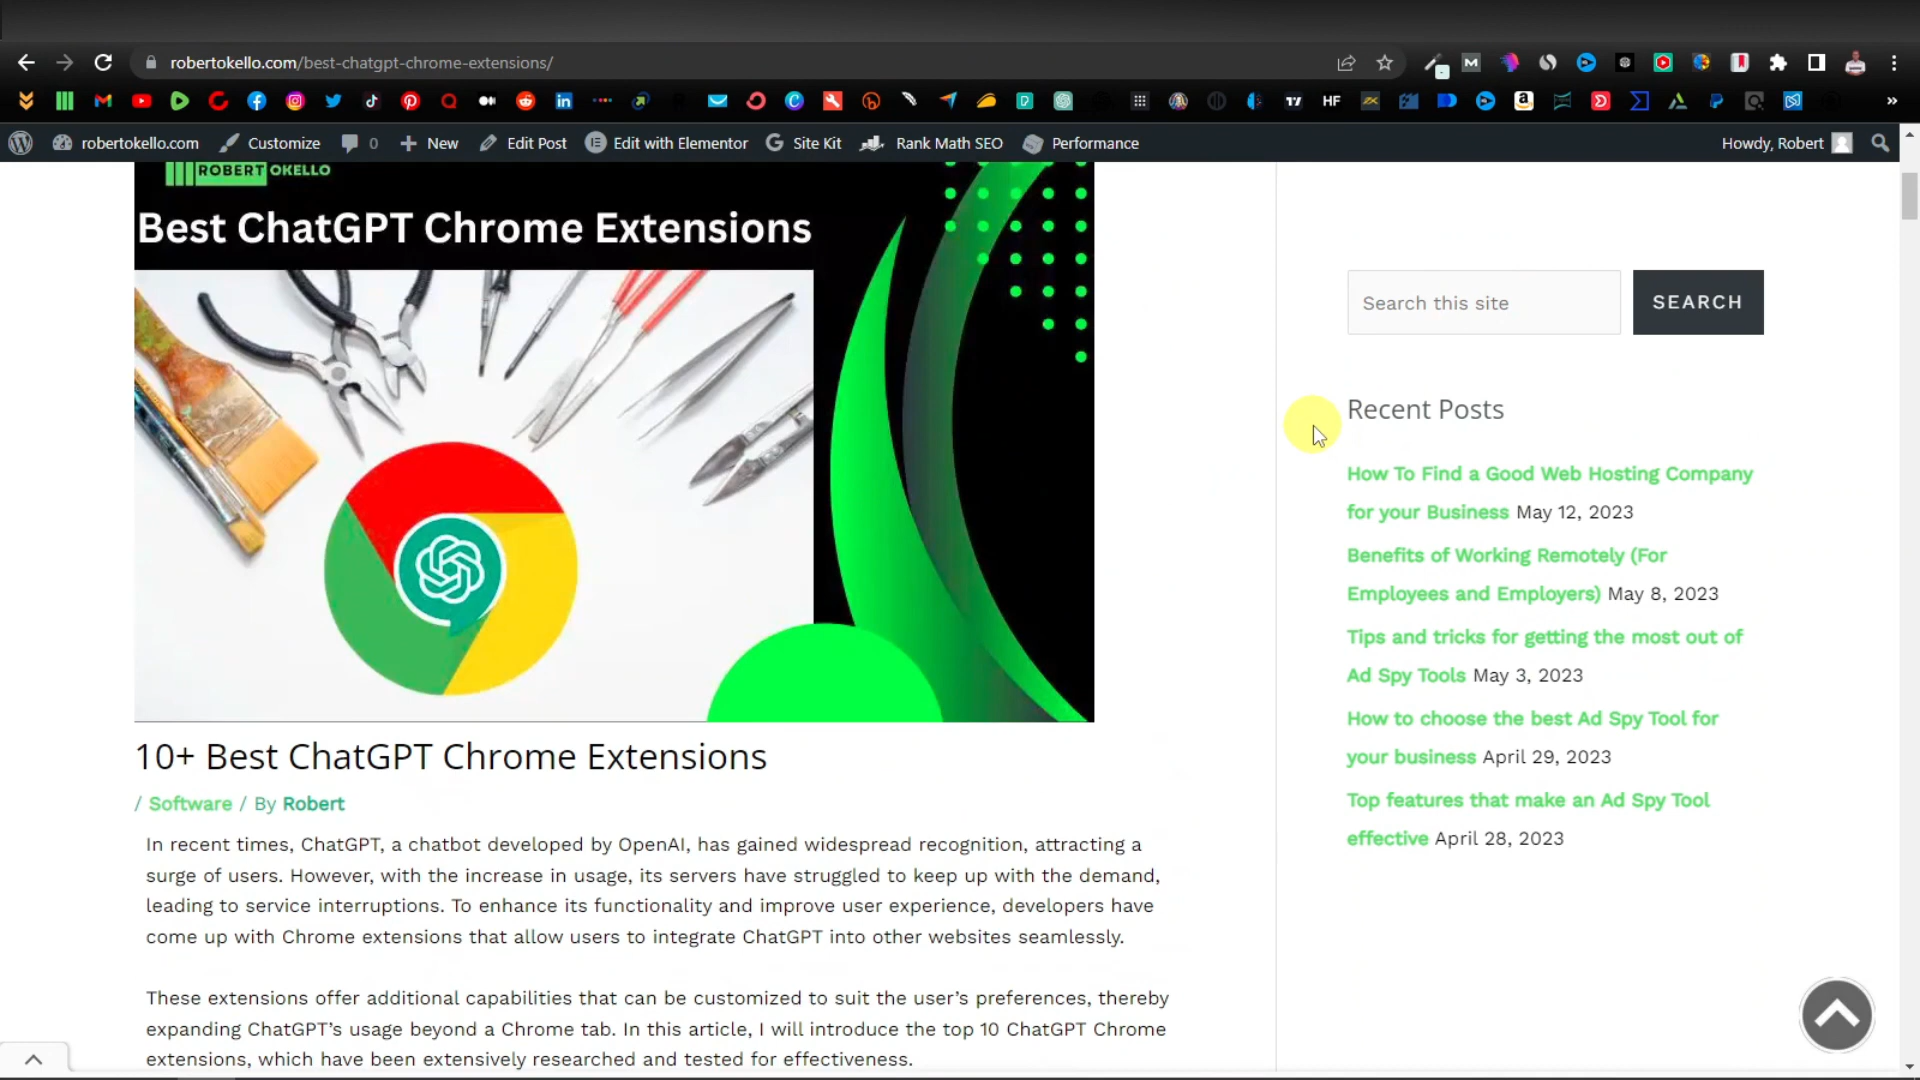 robertokello.com/best-chatgpt-chrome-extensions/
robertokello.com Customize 0 New Edit Post Edit with Elementor Site Kit Rank Math SEO Performance Howdy, Robert
ROBERT OKELLO
Best ChatGPT Chrome Extensions
Search this site
SEARCH
Recent Posts
How To Find a Good Web Hosting Company
for your Business May 12, 2023
Benefits of Working Remotely (For
Employees and Employers) May 8, 2023
Tips and tricks for getting the most out of
Ad Spy Tools May 3, 2023
How to choose the best Ad Spy Tool for
your business April 29, 2023
Top features that make an Ad Spy Tool
effective April 28, 2023
10+ Best ChatGPT Chrome Extensions
/ Software / By Robert
In recent times, ChatGPT, a chatbot developed by OpenAI, has gained widespread recognition, attracting a
surge of users. However, with the increase in usage, its servers have struggled to keep up with the demand,
leading to service interruptions. To enhance its functionality and improve user experience, developers have
come up with Chrome extensions that allow users to integrate ChatGPT into other websites seamlessly.
These extensions offer additional capabilities that can be customized to suit the user's preferences, thereby
expanding ChatGPT's usage beyond a Chrome tab. In this article, I will introduce the top 10 ChatGPT Chrome
extensions, which have been extensively researched and tested for effectiveness.